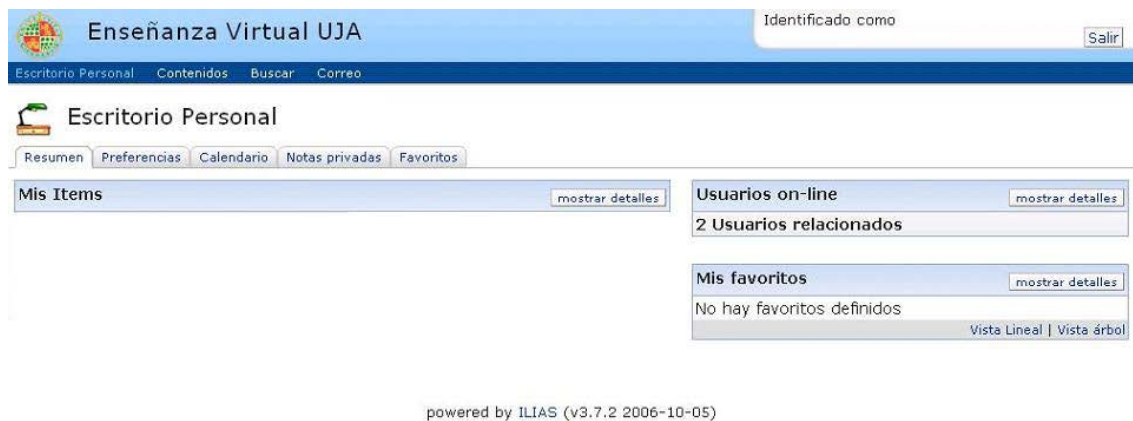 Enseñanza Virtual UJA
Identificado como
Salir
Escritorio Personal Contenidos Buscar Correo
Escritorio Personal
Resumen Preferencias Calendario Notas privadas Favoritos
Mis Items mostrar detalles
Usuarios on-line mostrar detalles
2 Usuarios relacionados
Mis favoritos mostrar detalles
No hay favoritos definidos
Vista Lineal | Vista árbol
powered by ILIAS (v3.7.2 2006-10-05)